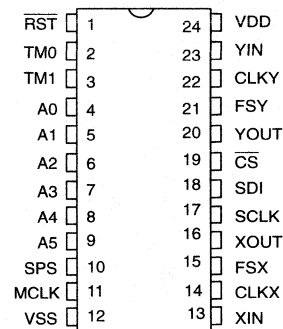 R̅S̅T̅ 1 24 VDD
TM0 2 23 YIN
TM1 3 22 CLKY
A0 4 21 FSY
A1 5 20 YOUT
A2 6 19 C̅S̅
A3 7 18 SDI
A4 8 17 SCLK
A5 9 16 XOUT
SPS 10 15 FSX
MCLK 11 14 CLKX
VSS 12 13 XIN